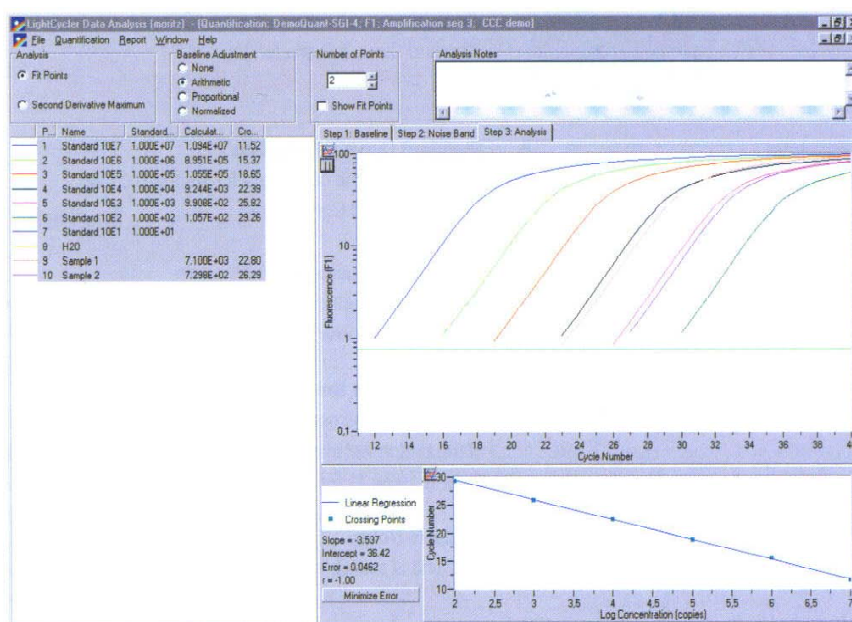 LightCycler Data Analysis (moritz) - [Quantification: DemoQuant-SGI-4; F1; Amplification seg 3; CCC demo]
File Quantification Report Window Help
Analysis
Fit Points
Second Derivative Maximum
Baseline Adjustment
None
Arithmetic
Proportional
Normalized
Number of Points
2
Show Fit Points
Analysis Notes
P... Name Standard... Calculat... Cro...
1 Standard 10E7 1.000E+07 1.094E+07 11.52
2 Standard 10E6 1.000E+06 8.951E+05 15.37
3 Standard 10E5 1.000E+05 1.055E+05 18.65
4 Standard 10E4 1.000E+04 9.244E+03 22.39
5 Standard 10E3 1.000E+03 9.908E+02 25.82
6 Standard 10E2 1.000E+02 1.057E+02 29.26
7 Standard 10E1 1.000E+01
8 H2O
9 Sample 1 7.100E+03 22.80
10 Sample 2 7.298E+02 26.29
Step 1: Baseline Step 2: Noise Band Step 3: Analysis
100
10
1
0,1
Fluorescence (F1)
12 14 16 18 20 22 24 26 28 30 32 34 36 38 40
Cycle Number
Linear Regression
Crossing Points
Slope = -3.537
Intercept = 36.42
Error = 0.0462
r = -1.00
Minimize Error
30
25
20
15
10
Cycle Number
2 2,5 3 3,5 4 4,5 5 5,5 6 6,5 7
Log Concentration (copies)